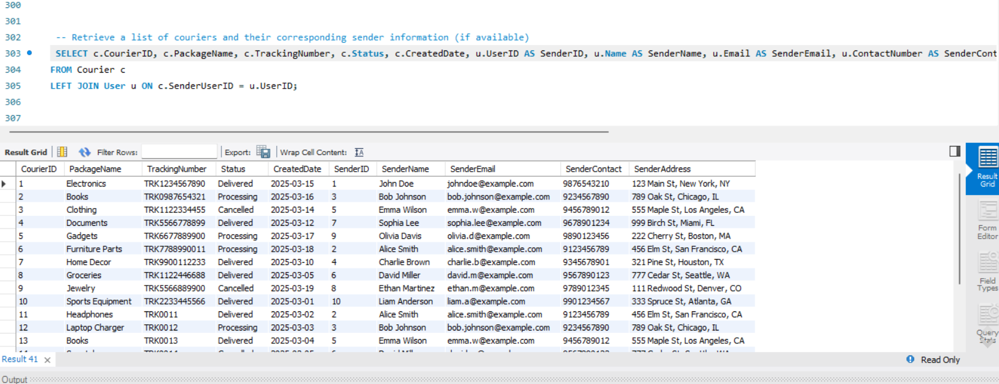 300
301
302 -- Retrieve a list of couriers and their corresponding sender information (if available)
303 SELECT c.CourierID, c.PackageName, c.TrackingNumber, c.Status, c.CreatedDate, u.UserID AS SenderID, u.Name AS SenderName, u.Email AS SenderEmail, u.ContactNumber AS SenderCont
304 FROM Courier c
305 LEFT JOIN User u ON c.SenderUserID = u.UserID;
306
307
Result Grid Filter Rows: Export: Wrap Cell Content:
CourierID PackageName TrackingNumber Status CreatedDate SenderID SenderName SenderEmail SenderContact SenderAddress
1 Electronics TRK1234567890 Delivered 2025-03-15 1 John Doe johndoe@example.com 9876543210 123 Main St, New York, NY
2 Books TRK0987654321 Processing 2025-03-16 3 Bob Johnson bob.johnson@example.com 9234567890 789 Oak St, Chicago, IL
3 Clothing TRK1122334455 Cancelled 2025-03-14 5 Emma Wilson emma.w@example.com 9456789012 555 Maple St, Los Angeles, CA
4 Documents TRK5566778899 Delivered 2025-03-12 7 Sophia Lee sophia.lee@example.com 9678901234 999 Birch St, Miami, FL
5 Gadgets TRK6677889900 Processing 2025-03-17 9 Olivia Davis olivia.d@example.com 9890123456 222 Cherry St, Boston, MA
6 Furniture Parts TRK7788990011 Processing 2025-03-18 2 Alice Smith alice.smith@example.com 9123456789 456 Elm St, San Francisco, CA
7 Home Decor TRK9900112233 Delivered 2025-03-10 4 Charlie Brown charlie.b@example.com 9345678901 321 Pine St, Houston, TX
8 Groceries TRK1122446688 Delivered 2025-03-05 6 David Miller david.m@example.com 9567890123 777 Cedar St, Seattle, WA
9 Jewelry TRK5566889900 Cancelled 2025-03-19 8 Ethan Martinez ethan.m@example.com 9789012345 111 Redwood St, Denver, CO
10 Sports Equipment TRK2233445566 Delivered 2025-03-01 10 Liam Anderson liam.a@example.com 9901234567 333 Spruce St, Atlanta, GA
11 Headphones TRK0011 Delivered 2025-03-02 2 Alice Smith alice.smith@example.com 9123456789 456 Elm St, San Francisco, CA
12 Laptop Charger TRK0012 Processing 2025-03-03 3 Bob Johnson bob.johnson@example.com 9234567890 789 Oak St, Chicago, IL
13 Books TRK0013 Delivered 2025-03-04 5 Emma Wilson emma.w@example.com 9456789012 555 Maple St, Los Angeles, CA
Result
Grid
Form
Editor
Field
Types
Query
Stats
Result 41
Read Only
Output